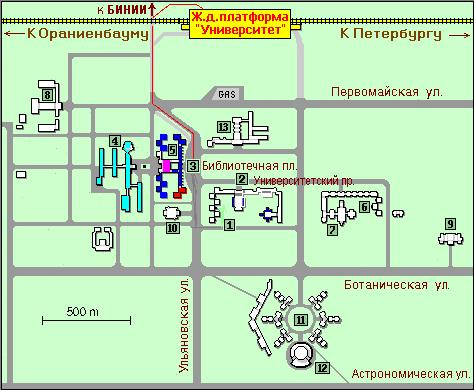 к БИНИИ
Ж.д.платформа
"Университет"
К Ораниенбауму
К Петербургу
GAS
Первомайская ул.
8
13
4
5
3
Библиотечная пл.
2
Университетский пр.
6
10
1
7
9
Ботаническая ул.
500 m
Ульяновская ул.
11
12
Астрономическая ул.